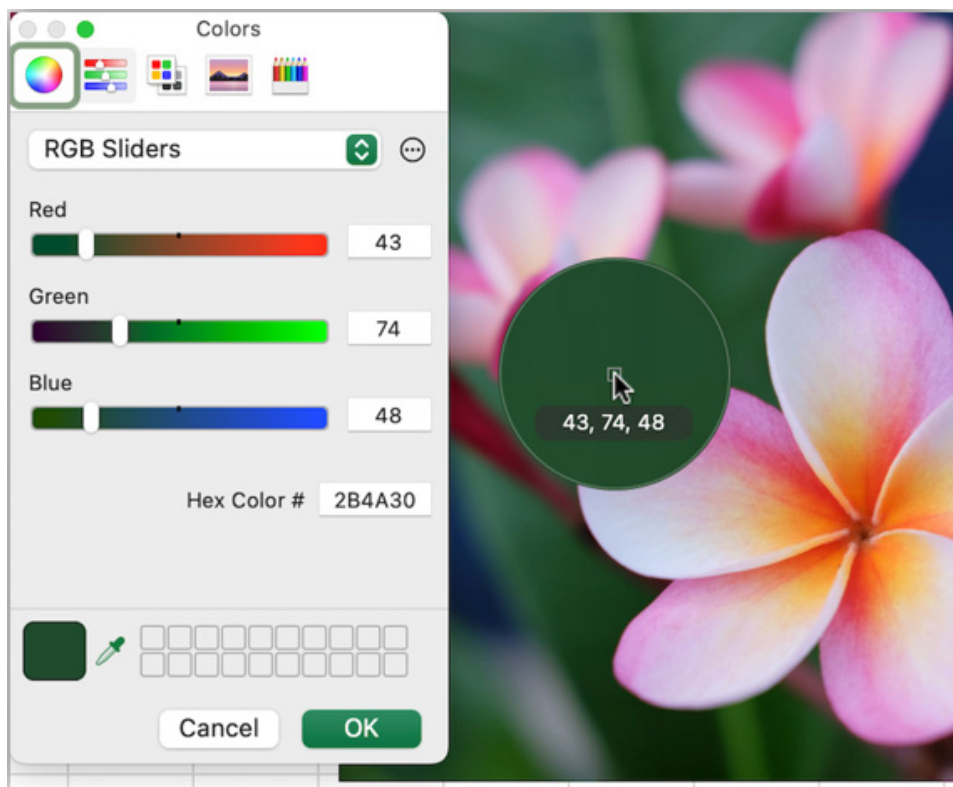 Colors
RGB Sliders
Red
43
Green
74
Blue
48
Hex Color # 2B4A30
Cancel OK
43, 74, 48